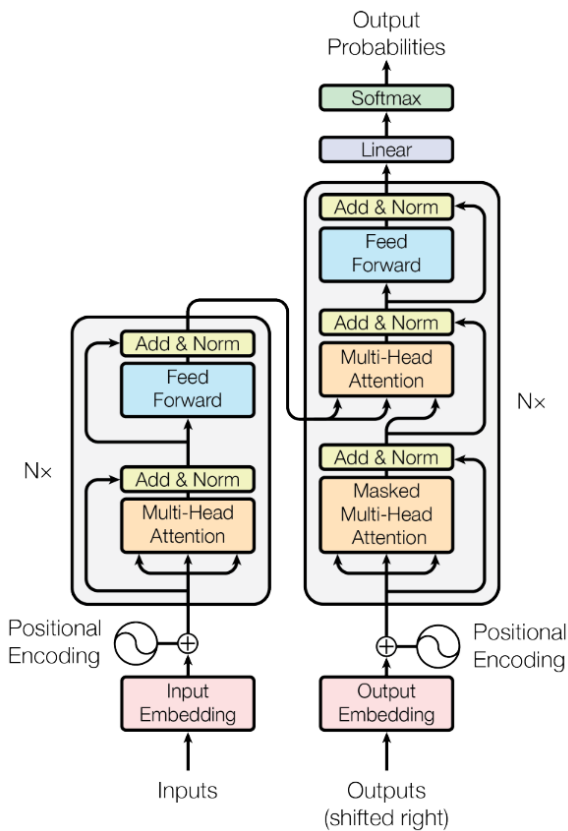 Output
Probabilities
Softmax
Linear
Add & Norm
Feed
Forward
Add & Norm
Multi-Head
Attention
Add & Norm
Masked
Multi-Head
Attention
Nx
Add & Norm
Feed
Forward
Add & Norm
Multi-Head
Attention
Nx
Positional
Encoding
Positional
Encoding
Input
Embedding
Output
Embedding
Inputs
Outputs
(shifted right)